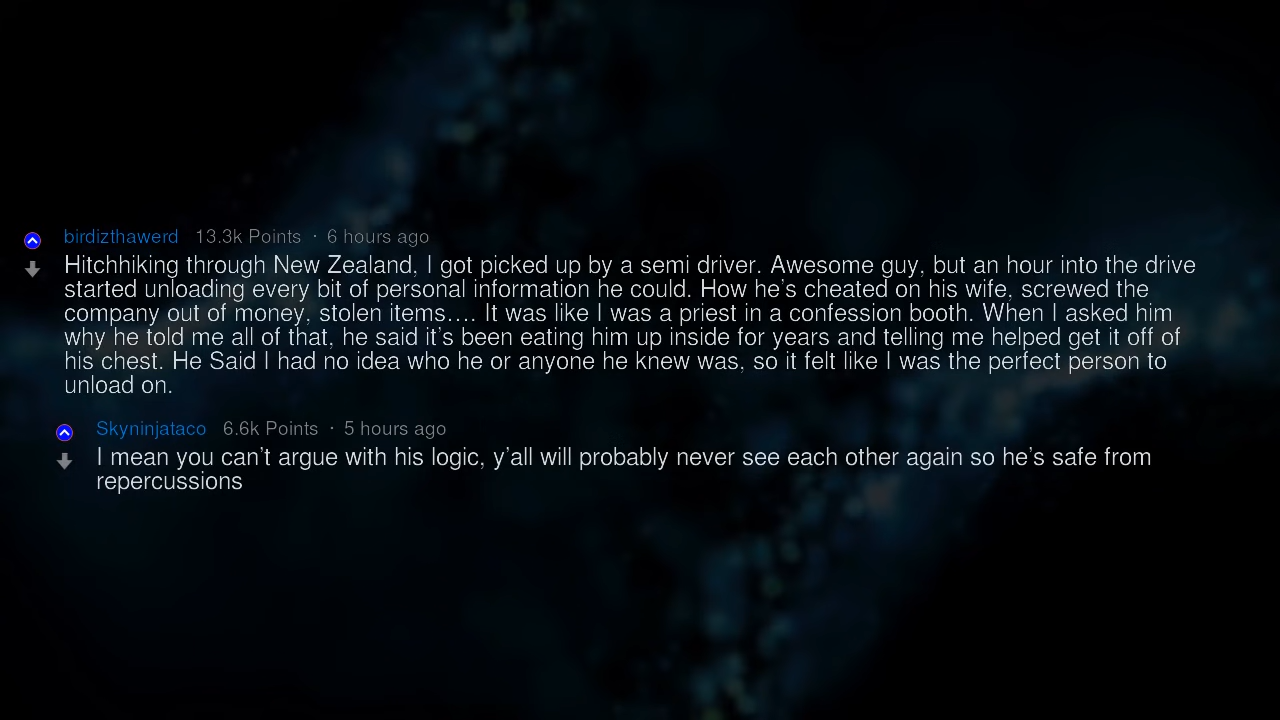 birdizthawerd 13.3k Points · 6 hours ago
Hitchhiking through New Zealand, I got picked up by a semi driver. Awesome guy, but an hour into the drive
started unloading every bit of personal information he could. How he's cheated on his wife, screwed the
company out of money, stolen items.... It was like I was a priest in a confession booth. When I asked him
why he told me all of that, he said it's been eating him up inside for years and telling me helped get it off of
his chest. He Said I had no idea who he or anyone he knew was, so it felt like I was the perfect person to
unload on.
Skyninjataco 6.6k Points · 5 hours ago
I mean you can't argue with his logic, y'all will probably never see each other again so he's safe from
repercussions